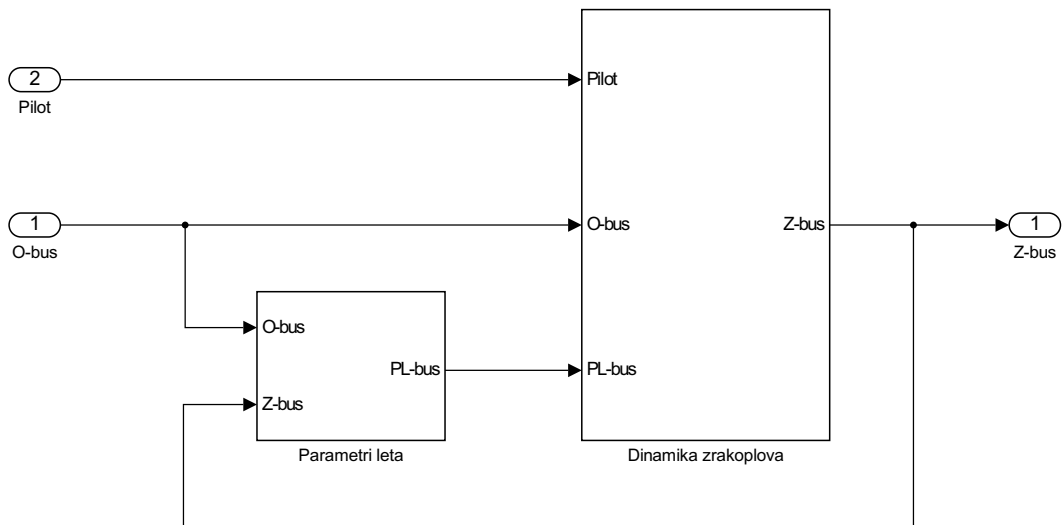 2
Pilot
Pilot
1
O-bus
O-bus
Z-bus
1
Z-bus
O-bus
Z-bus
PL-bus
PL-bus
Parametri leta
Dinamika zrakoplova